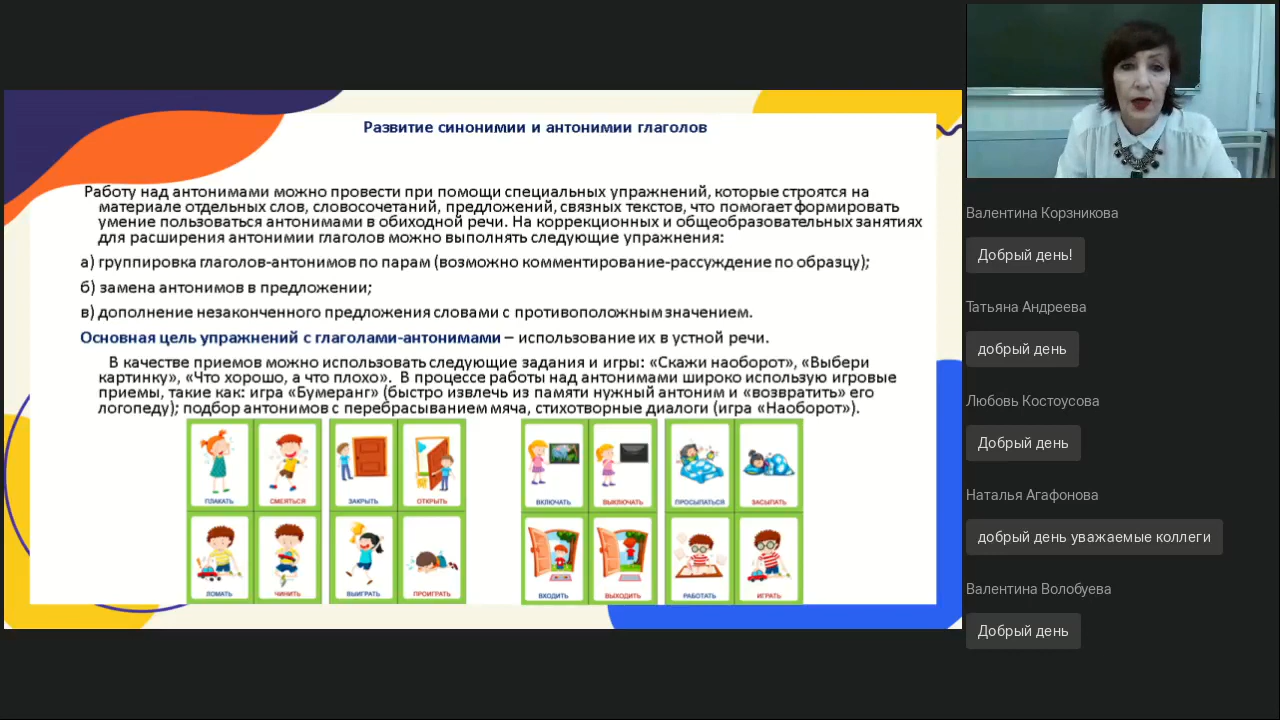 Развитие синонимии и антонимии глаголов
Работу над антонимами можно провести при помощи специальных упражнений, которые строятся на
материале отдельных слов, словосочетаний, предложений, связных текстов, что помогает формировать
умение пользоваться антонимами в обиходной речи. На коррекционных и общеобразовательных занятиях
для расширения антонимии глаголов можно выполнять следующие упражнения:
а) группировка глаголов-антонимов по парам (возможно комментирование-рассуждение по образцу);
б) замена антонимов в предложении;
в) дополнение незаконченного предложения словами с противоположным значением.
Основная цель упражнений с глаголами-антонимами – использование их в устной речи.
В качестве приемов можно использовать следующие задания и игры: «Скажи наоборот», «Выбери
картинку», «Что хорошо, а что плохо». В процессе работы над антонимами широко использую игровые
приемы, такие как: игра «Бумеранг» (быстро извлечь из памяти нужный антоним и «возвратить» его
логопеду); подбор антонимов с перебрасыванием мяча, стихотворные диалоги (игра «Наоборот»).
ПЛАКАТЬ СМЕЯТЬСЯ ЗАКРЫТЬ ОТКРЫТЬ ВКЛЮЧАТЬ ВЫКЛЮЧАТЬ ПРОСЫПАТЬСЯ ЗАСЫПАТЬ
ЛОМАТЬ ЧИНИТЬ ВЫИГРАТЬ ПРОИГРАТЬ ВХОДИТЬ ВЫХОДИТЬ РАБОТАТЬ ИГРАТЬ
Валентина Корзникова
Добрый день!
Татьяна Андреева
добрый день
Любовь Костоусова
Добрый день
Наталья Агафонова
добрый день уважаемые коллеги
Валентина Волобуева
Добрый день